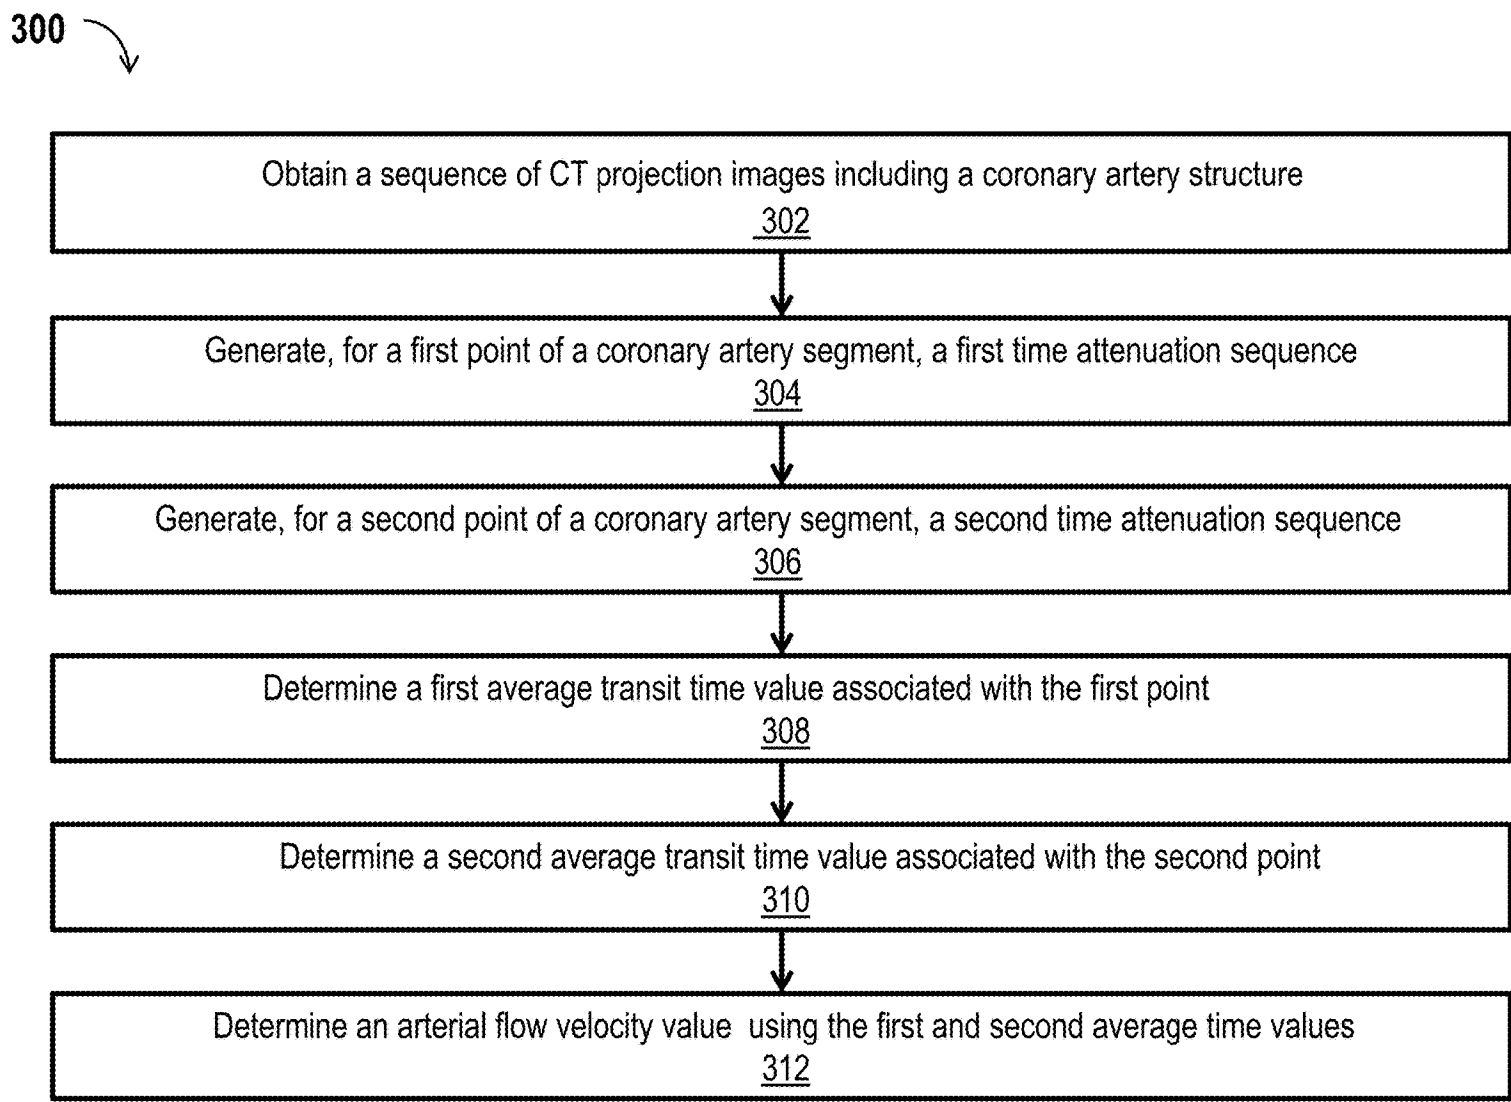 300
Obtain a sequence of CT projection images including a coronary artery structure
302
Generate, for a first point of a coronary artery segment, a first time attenuation sequence
304
Generate, for a second point of a coronary artery segment, a second time attenuation sequence
306
Determine a first average transit time value associated with the first point
308
Determine a second average transit time value associated with the second point
310
Determine an arterial flow velocity value using the first and second average time values
312